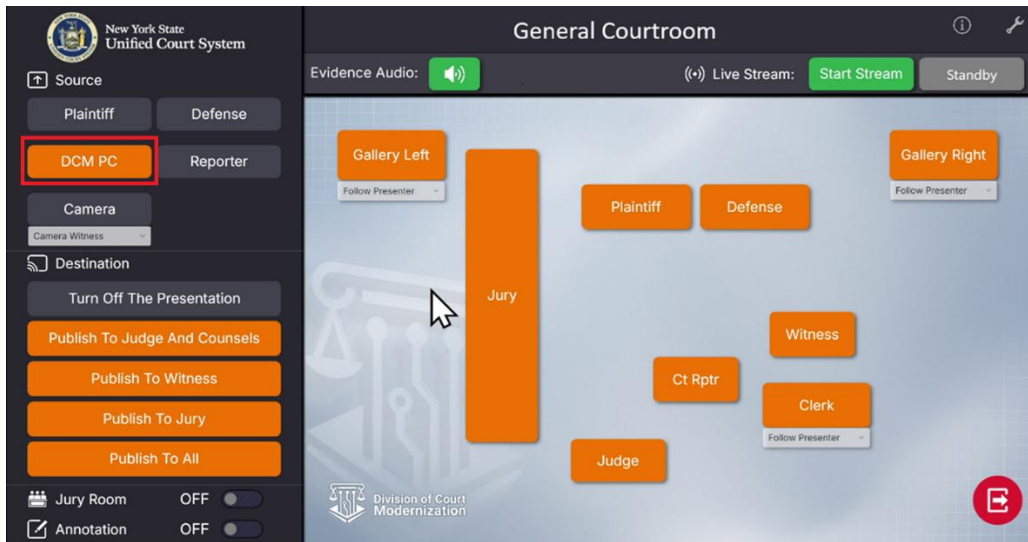 New York State
Unified Court System
General Courtroom
Source
Plaintiff
Defense
DCM PC
Reporter
Camera
Camera Witness
Destination
Turn Off The Presentation
Publish To Judge And Counsels
Publish To Witness
Publish To Jury
Publish To All
Jury Room OFF
Annotation OFF
Evidence Audio:
Live Stream: Start Stream Standby
Gallery Left
Follow Presenter
Gallery Right
Follow Presenter
Plaintiff
Defense
Jury
Witness
Ct Rptr
Clerk
Follow Presenter
Judge
Division of Court
Modernization